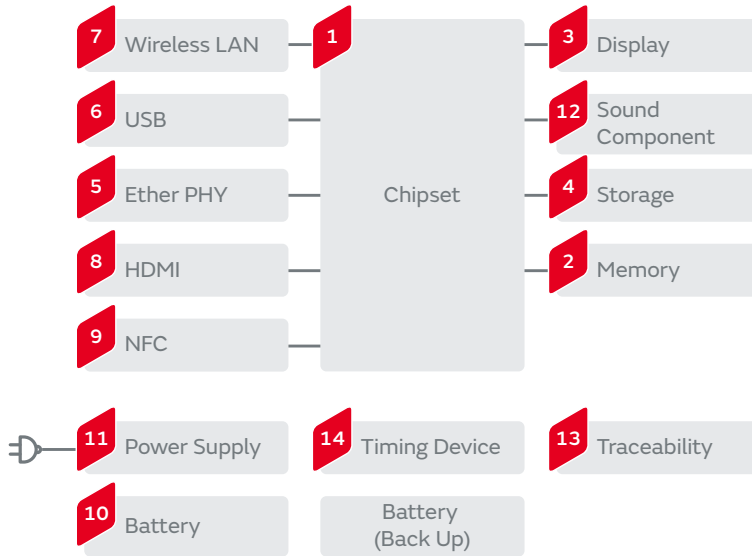 7
Wireless LAN
1
3
Display
6
USB
12
Sound
Component
5
Ether PHY
Chipset
4
Storage
8
HDMI
2
Memory
9
NFC
11
Power Supply
14
Timing Device
13
Traceability
10
Battery
Battery
(Back Up)